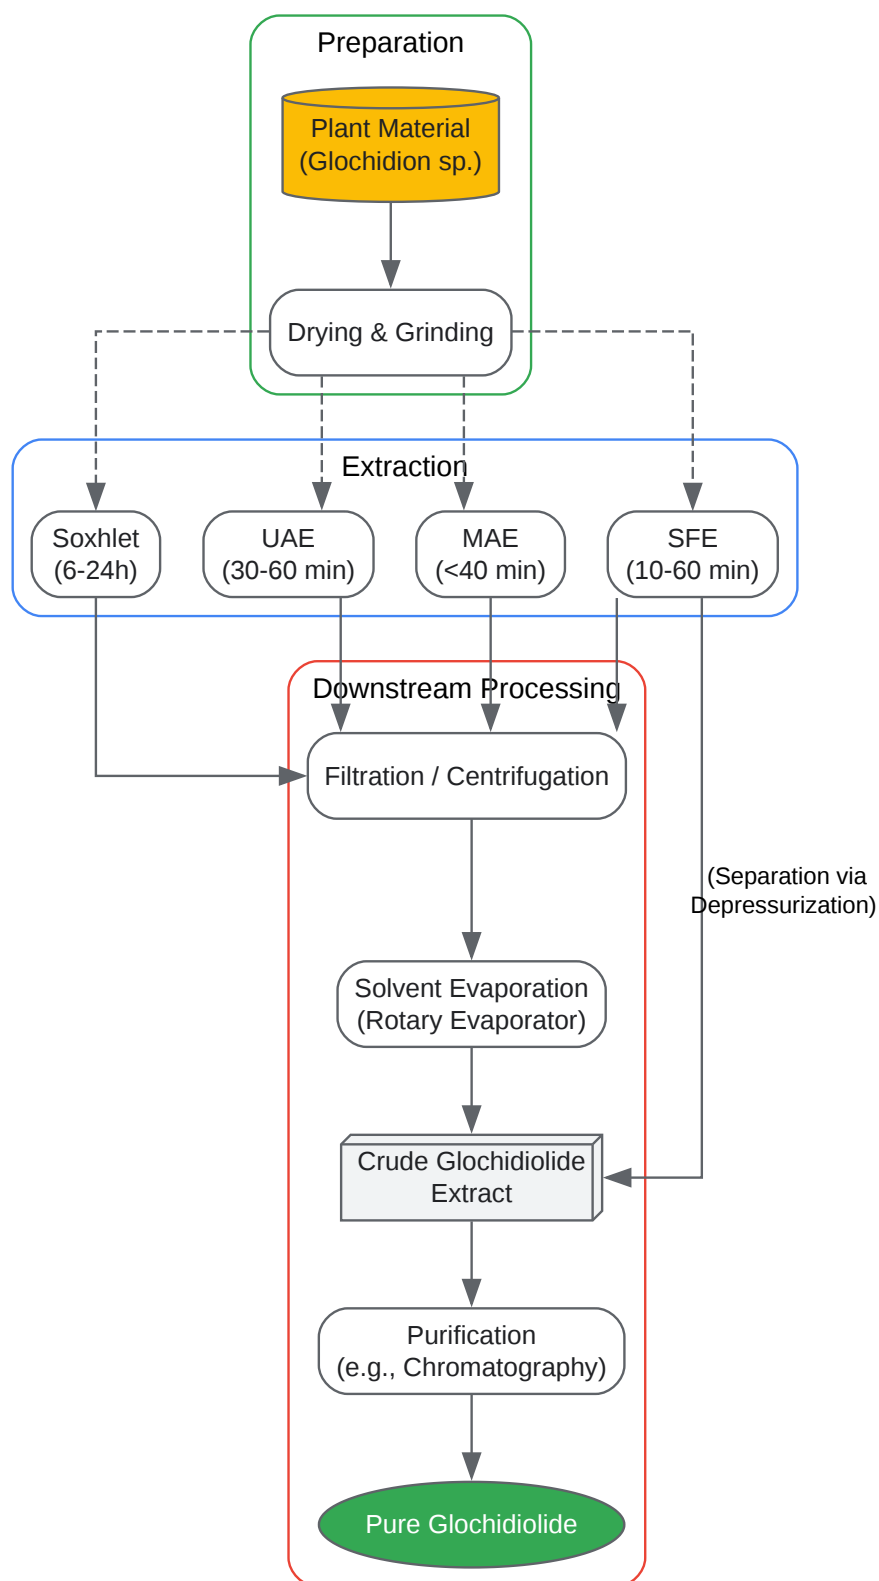 Preparation
Plant Material
(Glochidion sp.)
Drying & Grinding
Extraction
Soxhlet
(6-24h)
UAE
(30-60 min)
MAE
(<40 min)
SFE
(10-60 min)
Downstream Processing
Filtration / Centrifugation
(Separation via
Depressurization)
Solvent Evaporation
(Rotary Evaporator)
Crude Glochidiolide
Extract
Purification
(e.g., Chromatography)
Pure Glochidiolide